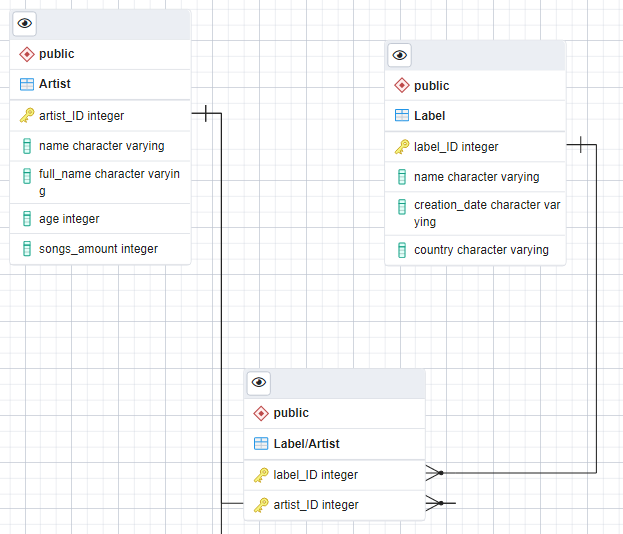 public
Artist
artist_ID integer
name character varying
full_name character varyin
g
age integer
songs_amount integer
public
Label
label_ID integer
name character varying
creation_date character var
ying
country character varying
public
Label/Artist
label_ID integer
artist_ID integer